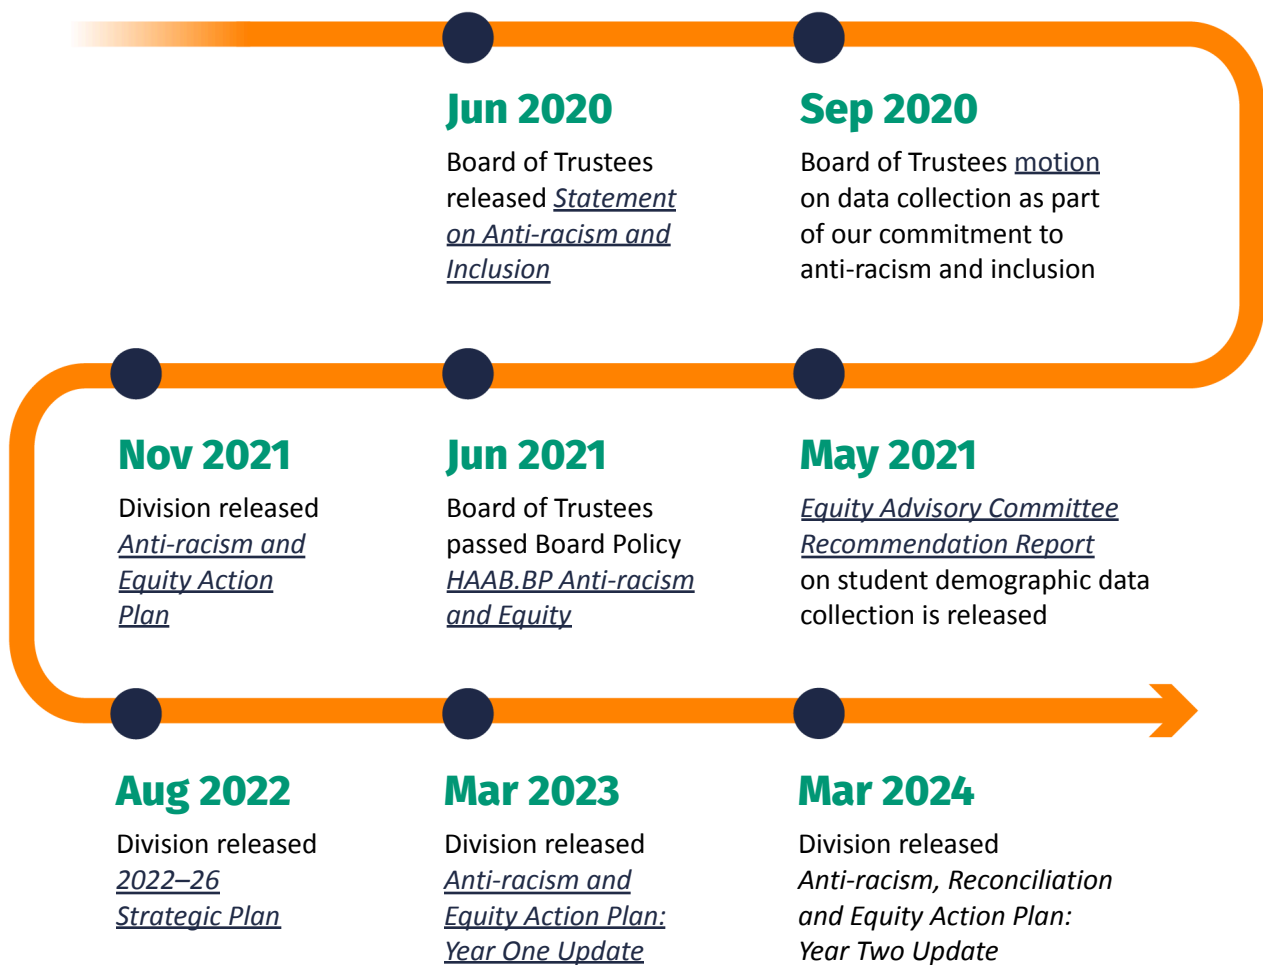 Jun 2020
Board of Trustees
released Statement
on Anti-racism and
Inclusion
Sep 2020
Board of Trustees motion
on data collection as part
of our commitment to
anti-racism and inclusion
May 2021
Equity Advisory Committee
Recommendation Report
on student demographic data
collection is released
Jun 2021
Board of Trustees
passed Board Policy
HAAB.BP Anti-racism
and Equity
Nov 2021
Division released
Anti-racism and
Equity Action
Plan
Aug 2022
Division released
2022–26
Strategic Plan
Mar 2023
Division released
Anti-racism and
Equity Action Plan:
Year One Update
Mar 2024
Division released
Anti-racism, Reconciliation
and Equity Action Plan:
Year Two Update